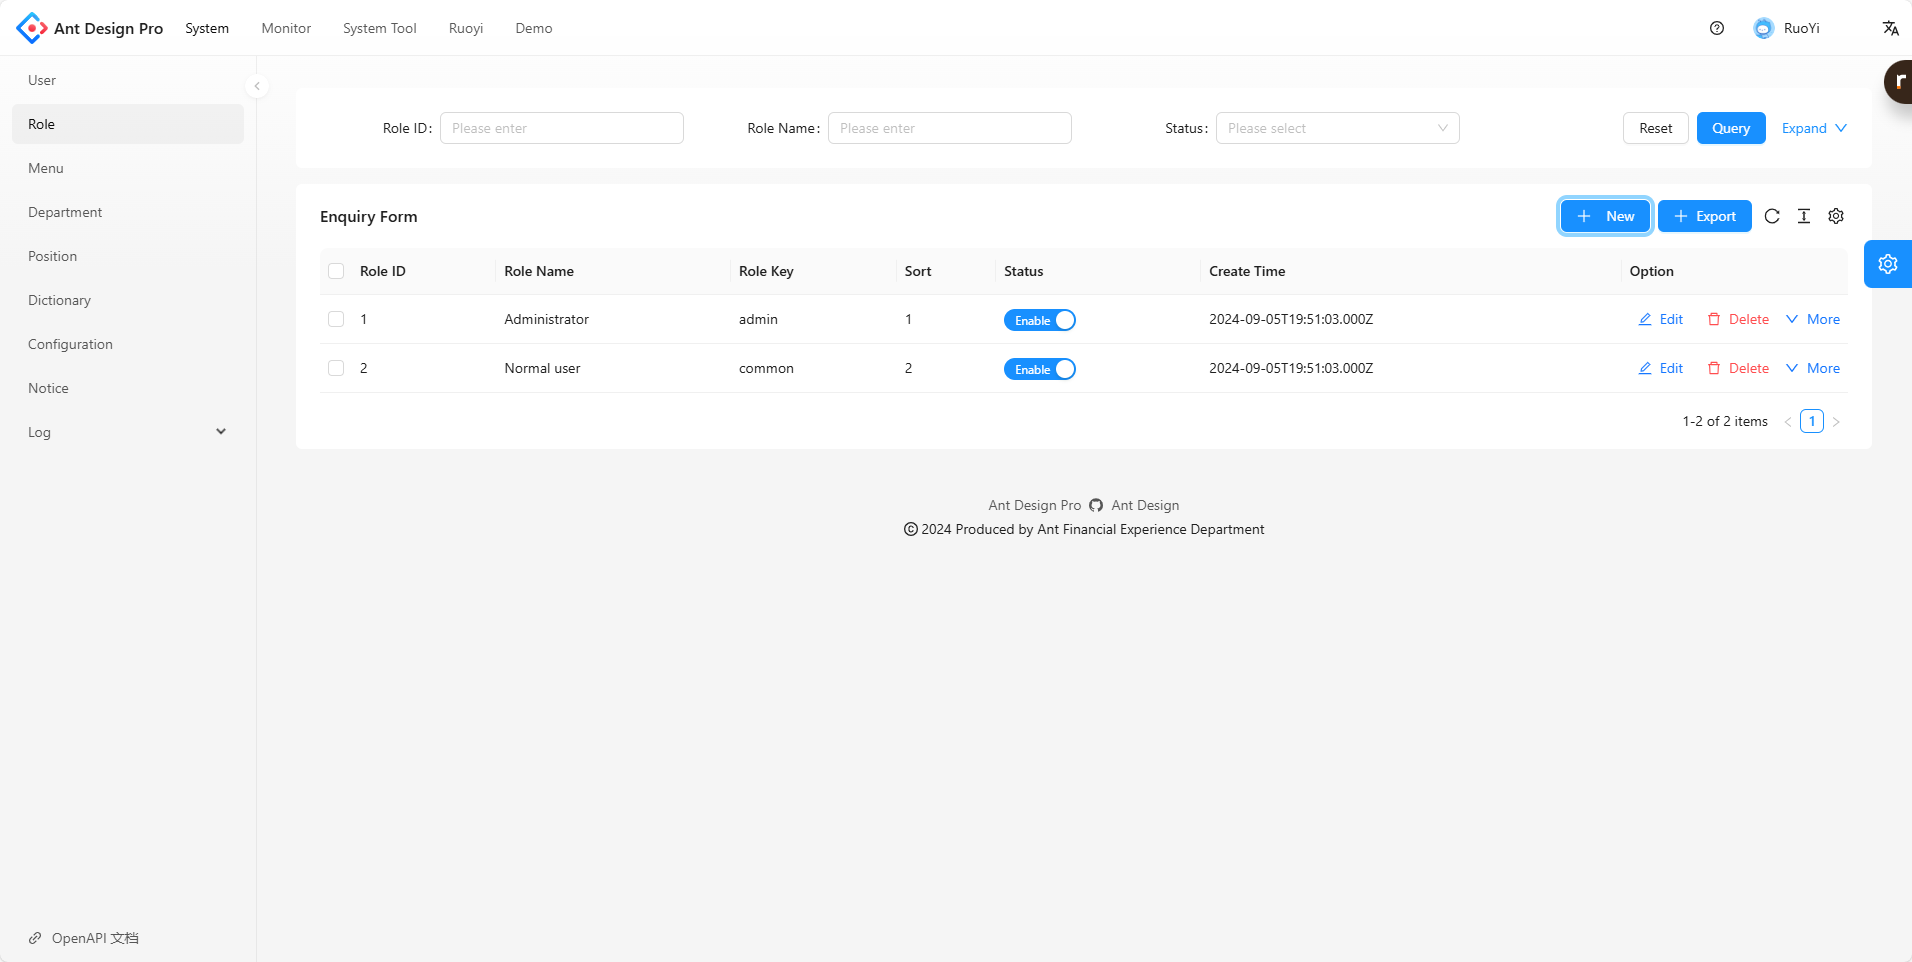 Ant Design Pro System Monitor System Tool Ruoyi Demo RuoYi
User
Role
Menu
Department
Position
Dictionary
Configuration
Notice
Log
OpenAPI 文档
Role ID: Please enter Role Name: Please enter Status: Please select Reset Query Expand
Enquiry Form New Export
Role ID Role Name Role Key Sort Status Create Time Option
1 Administrator admin 1 Enable 2024-09-05T19:51:03.000Z Edit Delete More
2 Normal user common 2 Enable 2024-09-05T19:51:03.000Z Edit Delete More
1-2 of 2 items 1
Ant Design Pro Ant Design
© 2024 Produced by Ant Financial Experience Department
r